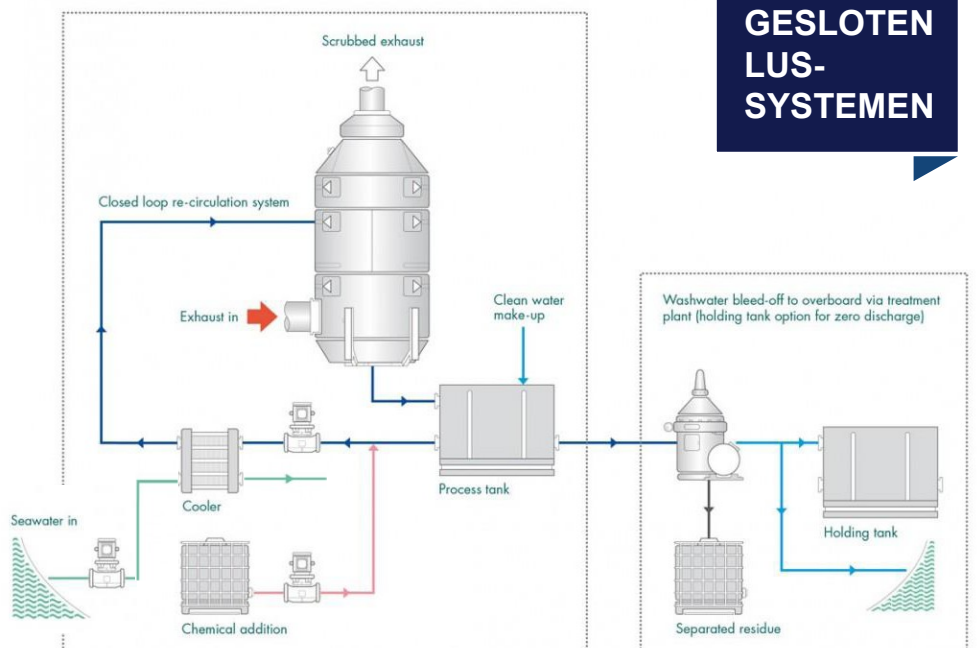 GESLOTEN
LUS-
SYSTEMEN
Scrubbed exhaust
Closed loop re-circulation system
Exhaust in
Clean water
make-up
Washwater bleed-off to overboard via treatment
plant (holding tank option for zero discharge)
Process tank
Cooler
Seawater in
Holding tank
Chemical addition
Separated residue